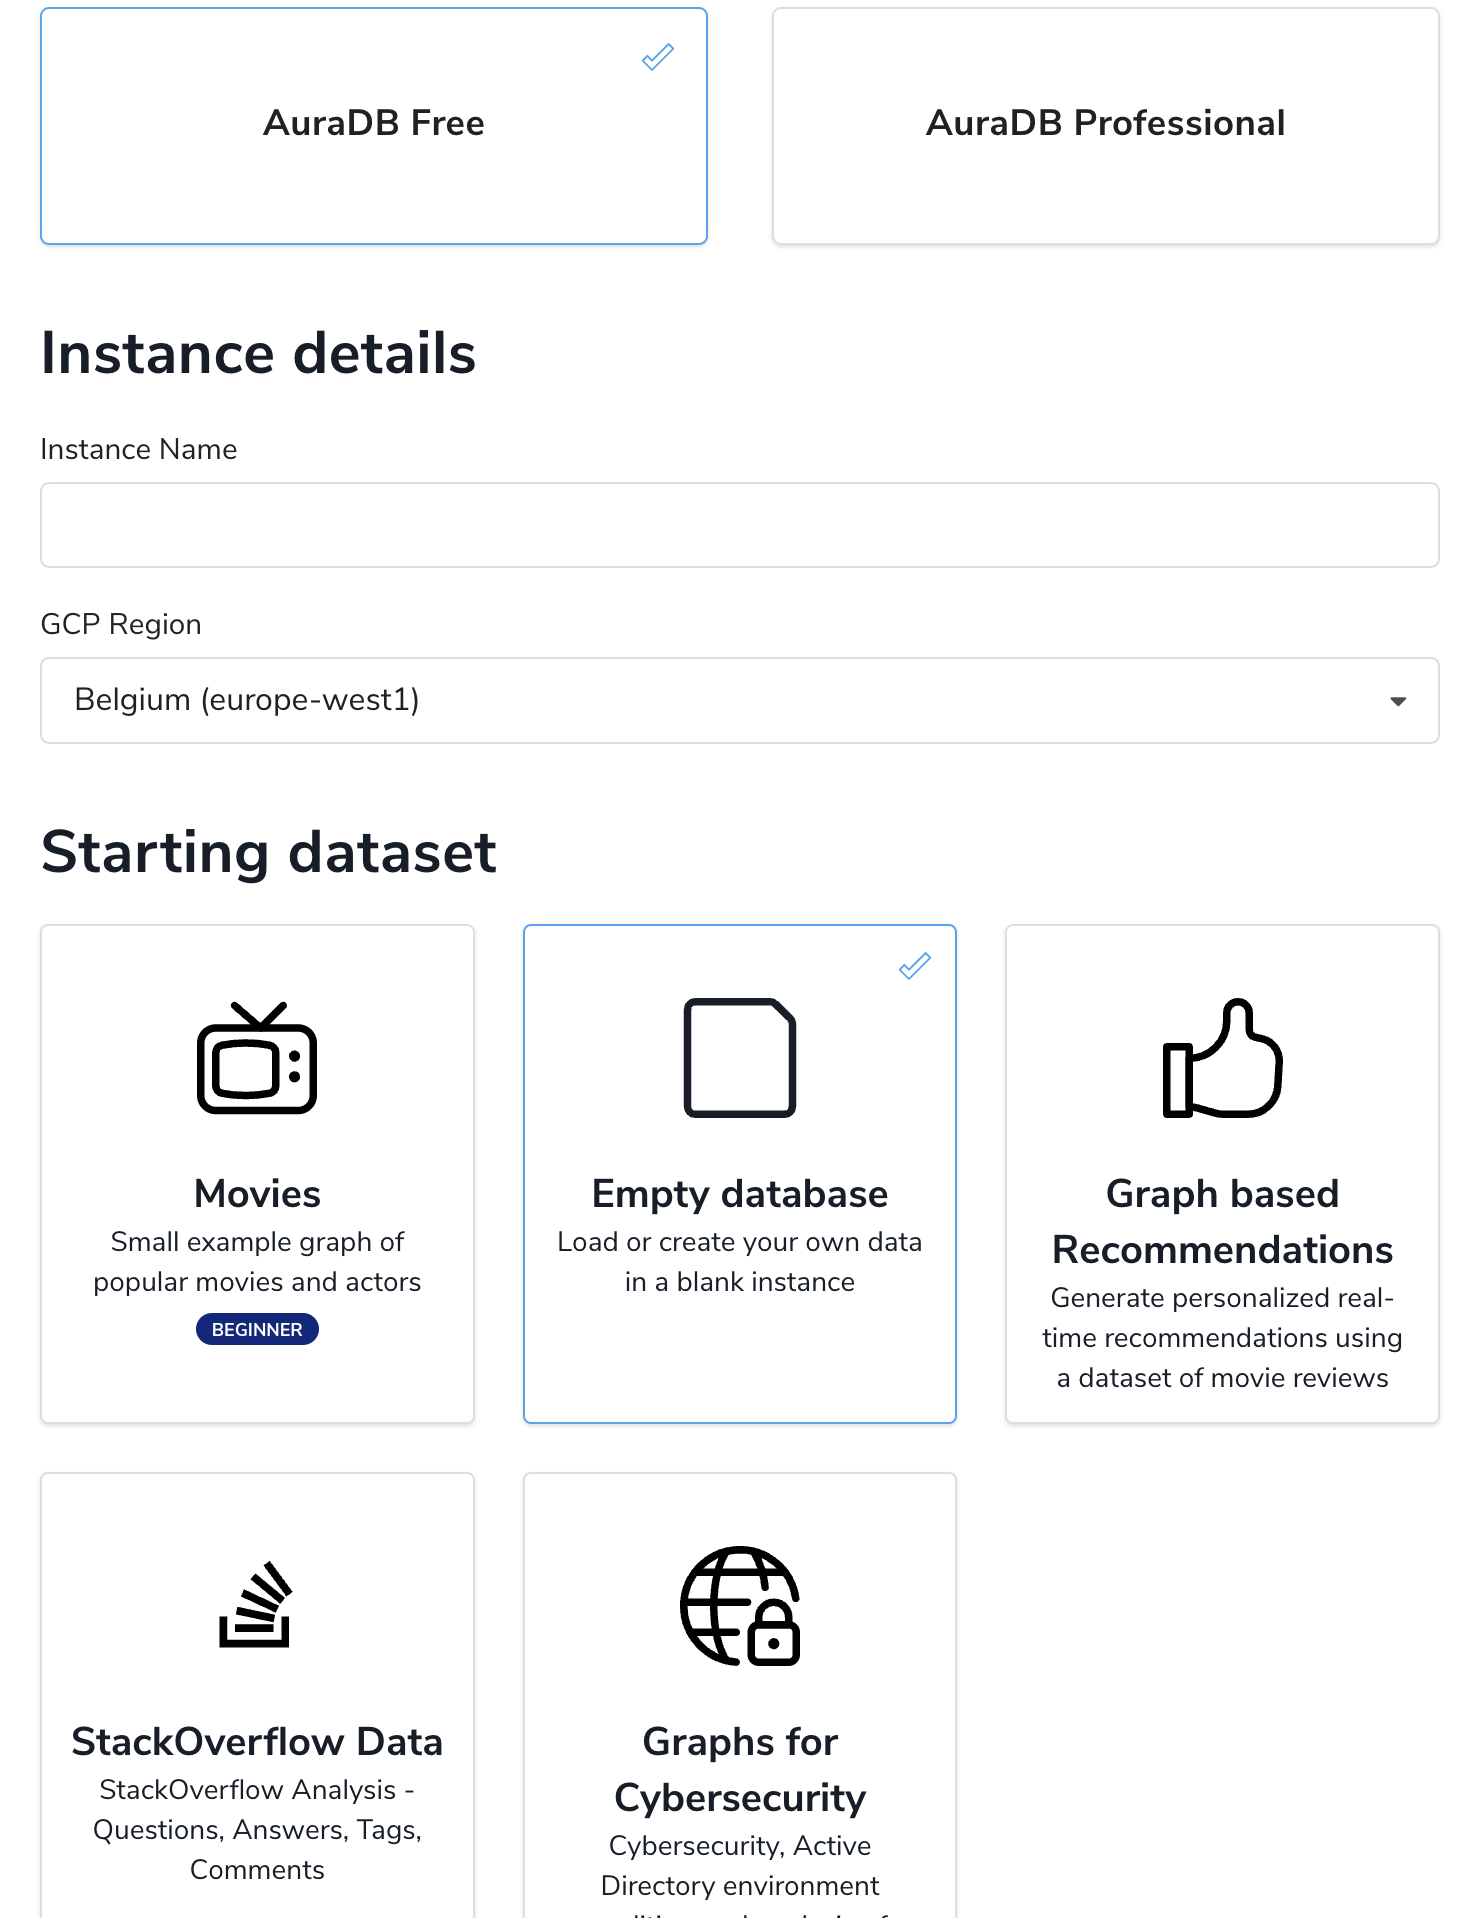 AuraDB Free
AuraDB Professional
Instance details
Instance Name
GCP Region
Belgium (europe-west1)
Starting dataset
Movies
Small example graph of
popular movies and actors
BEGINNER
Empty database
Load or create your own data
in a blank instance
Graph based
Recommendations
Generate personalized real-
time recommendations using
a dataset of movie reviews
StackOverflow Data
StackOverflow Analysis -
Questions, Answers, Tags,
Comments
Graphs for
Cybersecurity
Cybersecurity, Active
Directory environment